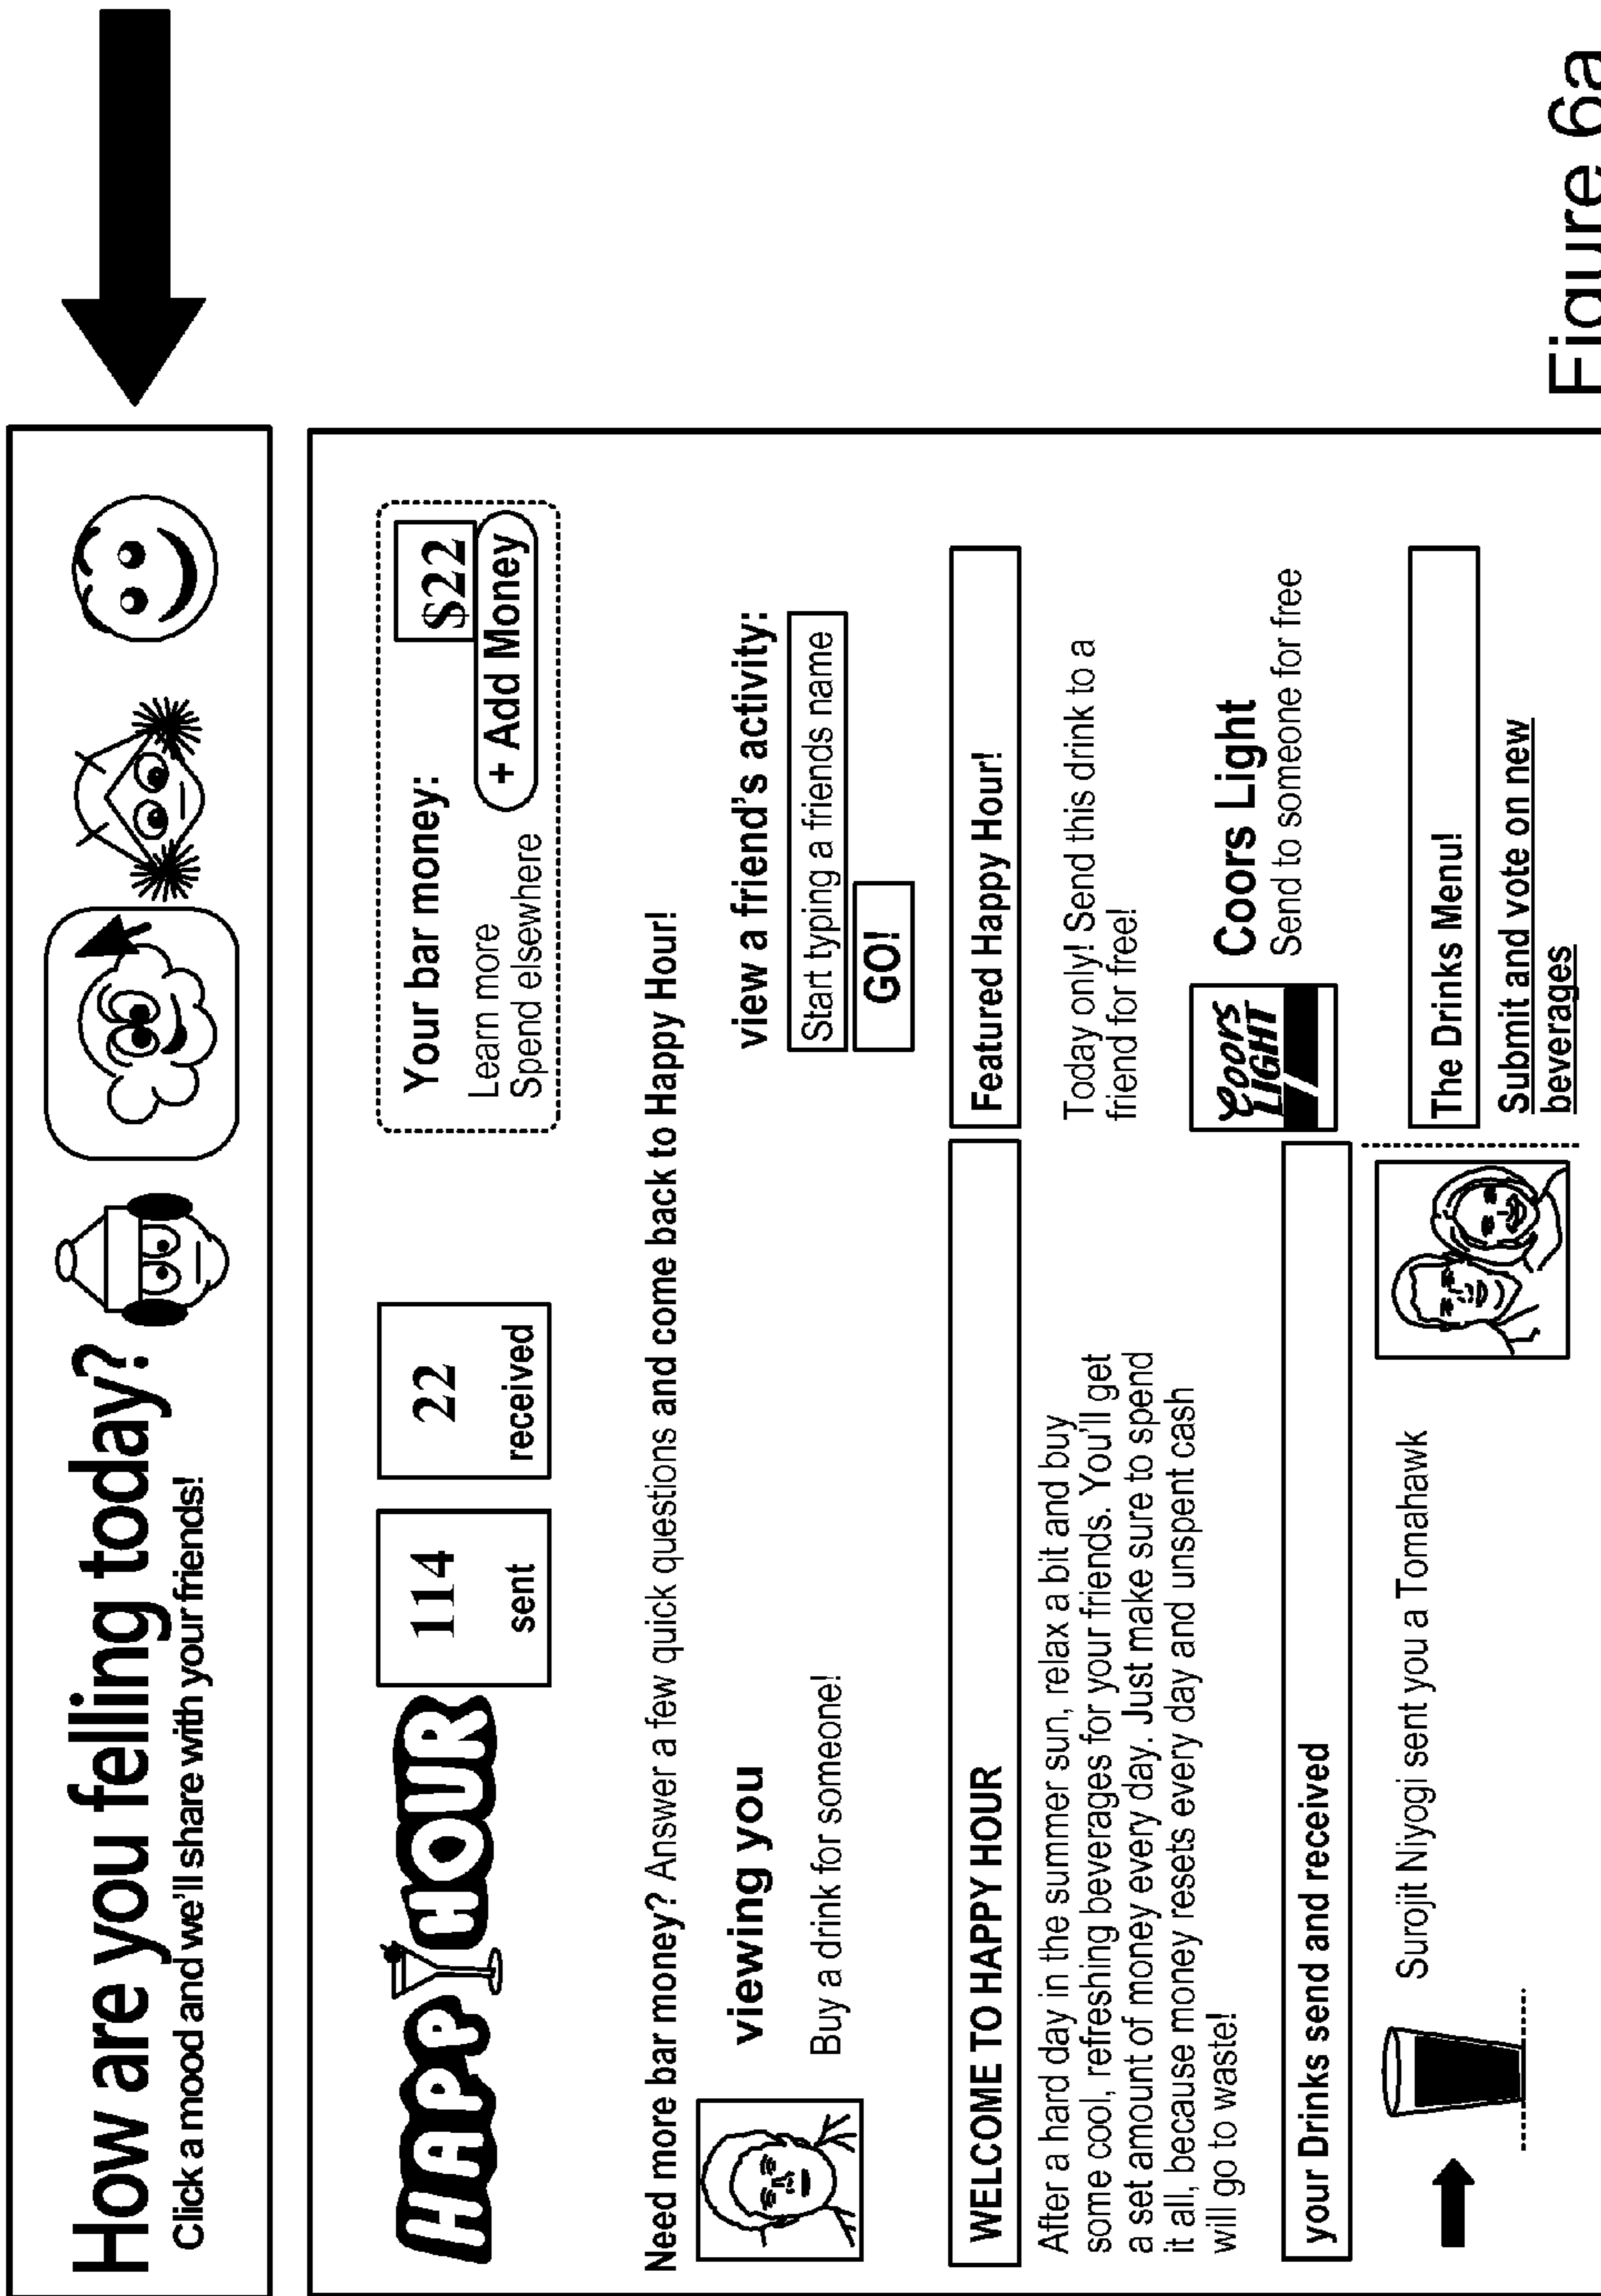 How are you felling today?
Click a mood and we'll share with your friends!
HAPPY HOUR
114
sent
22
received
Your bar money:
$22
Learn more
+ Add Money
Spend elsewhere
Need more bar money? Answer a few quick questions and come back to Happy Hour!
viewing you
Buy a drink for someone!
view a friend's activity:
Start typing a friends name
GO!
WELCOME TO HAPPY HOUR
After a hard day in the summer sun, relax a bit and buy
some cool, refreshing beverages for your friends. You'll get
a set amount of money every day. Just make sure to spend
it all, because money resets every day and unspent cash
will go to waste!
Featured Happy Hour!
Today only! Send this drink to a
friend for free!
Coors
LIGHT
Coors Light
Send to someone for free
your Drinks send and received
Surojit Niyogi sent you a Tomahawk
The Drinks Menu!
Submit and vote on new
beverages
Figure 6a